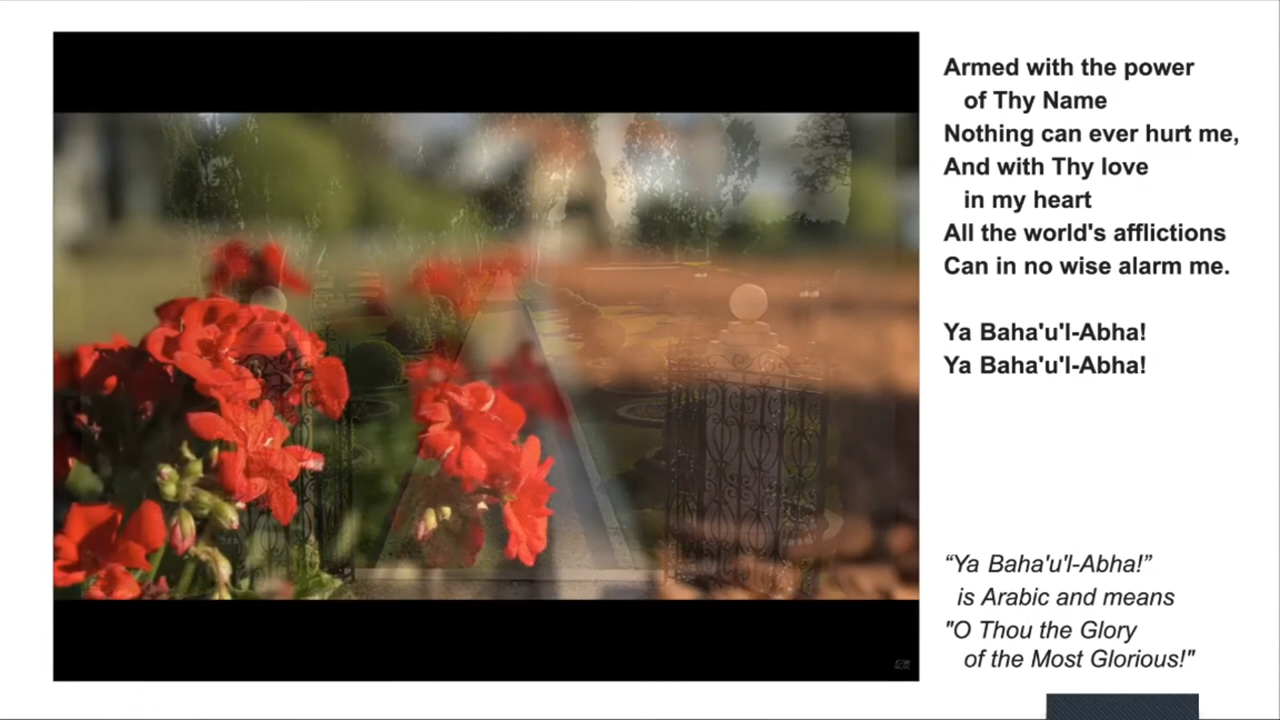 Armed with the power
of Thy Name
Nothing can ever hurt me,
And with Thy love
in my heart
All the world's afflictions
Can in no wise alarm me.
Ya Baha'u'l-Abha!
Ya Baha'u'l-Abha!
“Ya Baha'u'l-Abha!”
is Arabic and means
"O Thou the Glory
of the Most Glorious!"